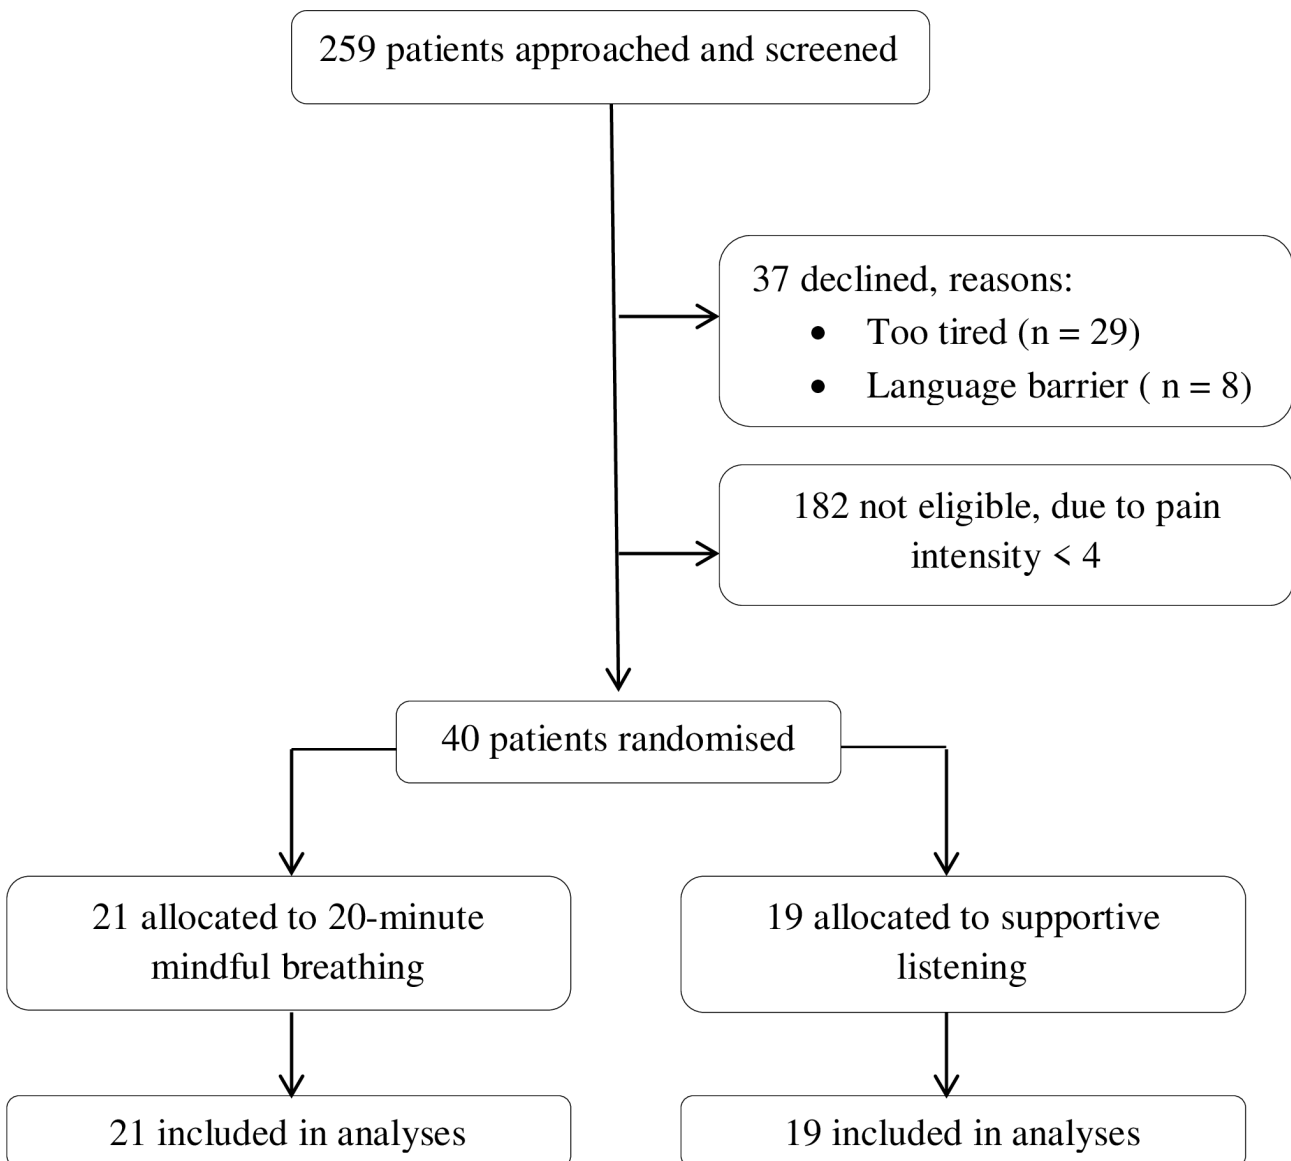 259 patients approached and screened
37 declined, reasons:
• Too tired (n = 29)
• Language barrier ( n = 8)
182 not eligible, due to pain
intensity < 4
40 patients randomised
21 allocated to 20-minute
mindful breathing
19 allocated to supportive
listening
21 included in analyses
19 included in analyses